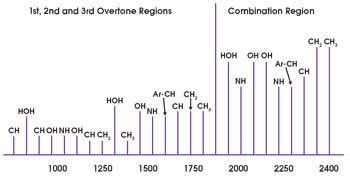 1st, 2nd and 3rd Overtone Regions
Combination Region
CH₂ CH₃
HOH OH OH
Ar-CH CH₂
Ar-CH
HOH
OH NH CH CH₃
NH NH CH
HOH
CH CH OH NH OH CH CH₂ CH₃
1000 1250 1500 1750 2000 2250 2400